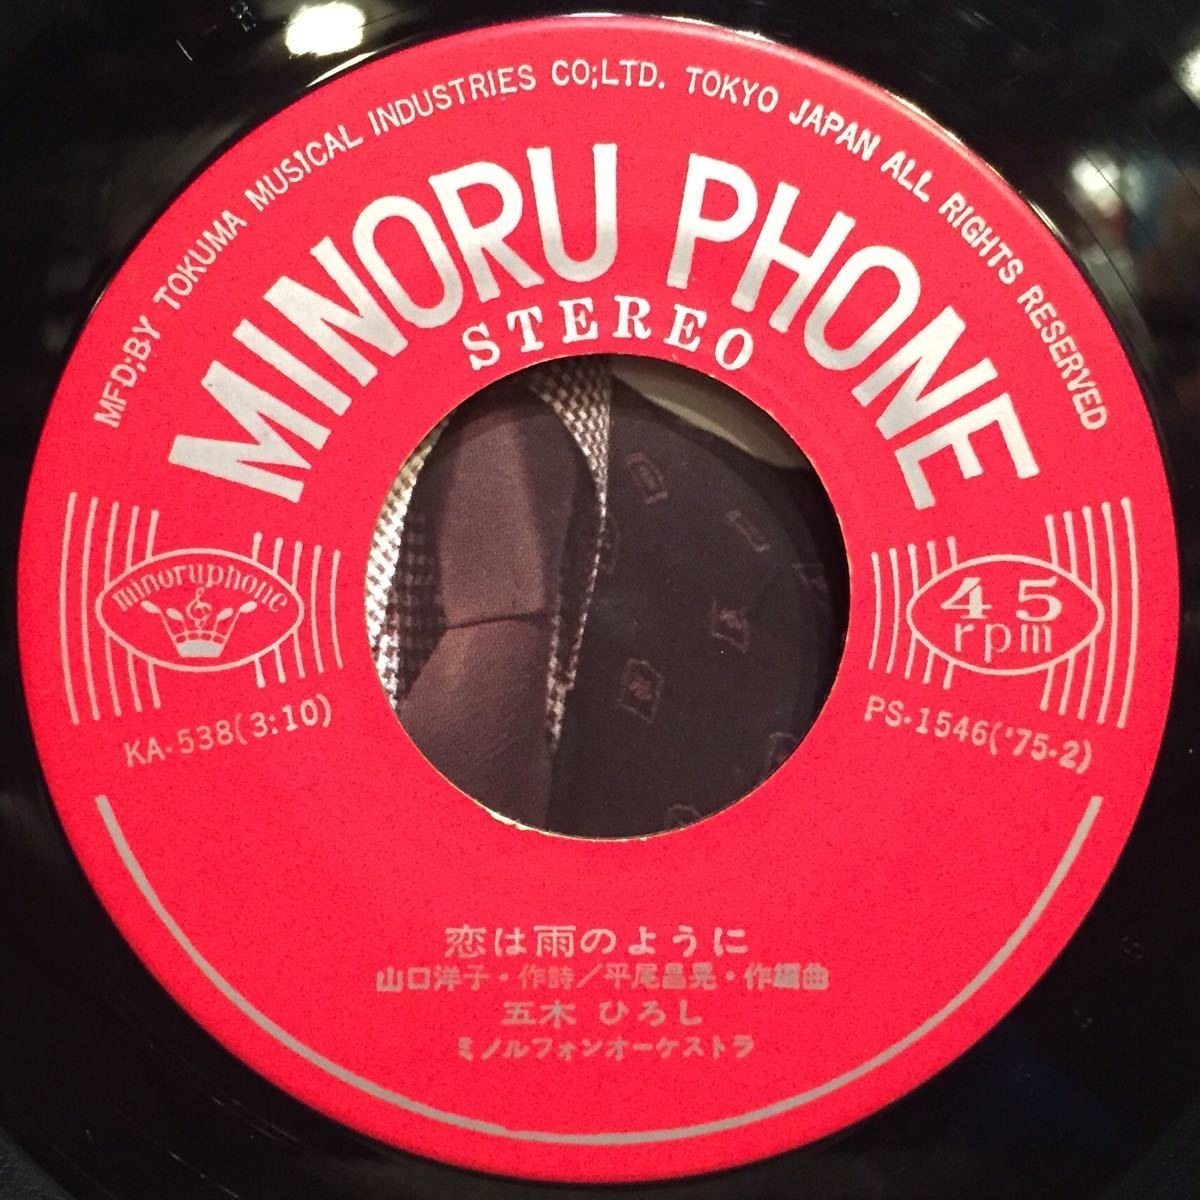 MFD;BY TOKUMA MUSICAL INDUSTRIES CO;LTD. TOKYO JAPAN ALL RIGHTS RESERVED
MINORU PHONE
STEREO
minoruphone
45
rpm
KA-538(3:10)
PS-1546('75.2)
恋は雨のように
山口洋子・作詩／平尾昌晃・作編曲
五木 ひろし
ミノルフォンオーケストラ